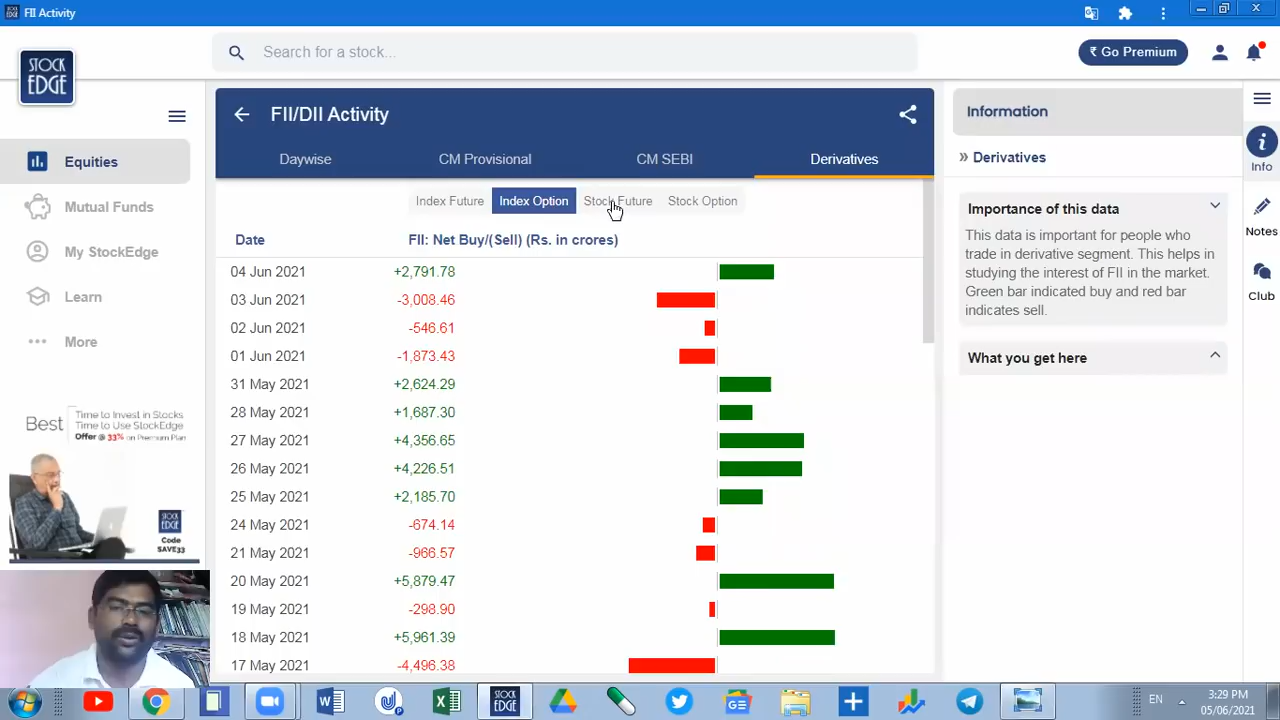 FII Activity
STOCK
EDGE
Search for a stock...
₹ Go Premium
Equities
Mutual Funds
My StockEdge
Learn
More
Best
Time to Invest in Stocks
Time to Use StockEdge
Offer @ 33% on Premium Plan
STOCK
EDGE
Code
SAVE33
FII/DII Activity
Daywise CM Provisional CM SEBI Derivatives
Index Future Index Option Stock Future Stock Option
Date FII: Net Buy/(Sell) (Rs. in crores)
04 Jun 2021 +2,791.78
03 Jun 2021 -3,008.46
02 Jun 2021 -546.61
01 Jun 2021 -1,873.43
31 May 2021 +2,624.29
28 May 2021 +1,687.30
27 May 2021 +4,356.65
26 May 2021 +4,226.51
25 May 2021 +2,185.70
24 May 2021 -674.14
21 May 2021 -966.57
20 May 2021 +5,879.47
19 May 2021 -298.90
18 May 2021 +5,961.39
17 May 2021 -4,496.38
Information
» Derivatives
Importance of this data
This data is important for people who
trade in derivative segment. This helps in
studying the interest of FII in the market.
Green bar indicated buy and red bar
indicates sell.
What you get here
Info
Notes
Club
STOCK
EDGE
EN
3:29 PM
05/06/2021